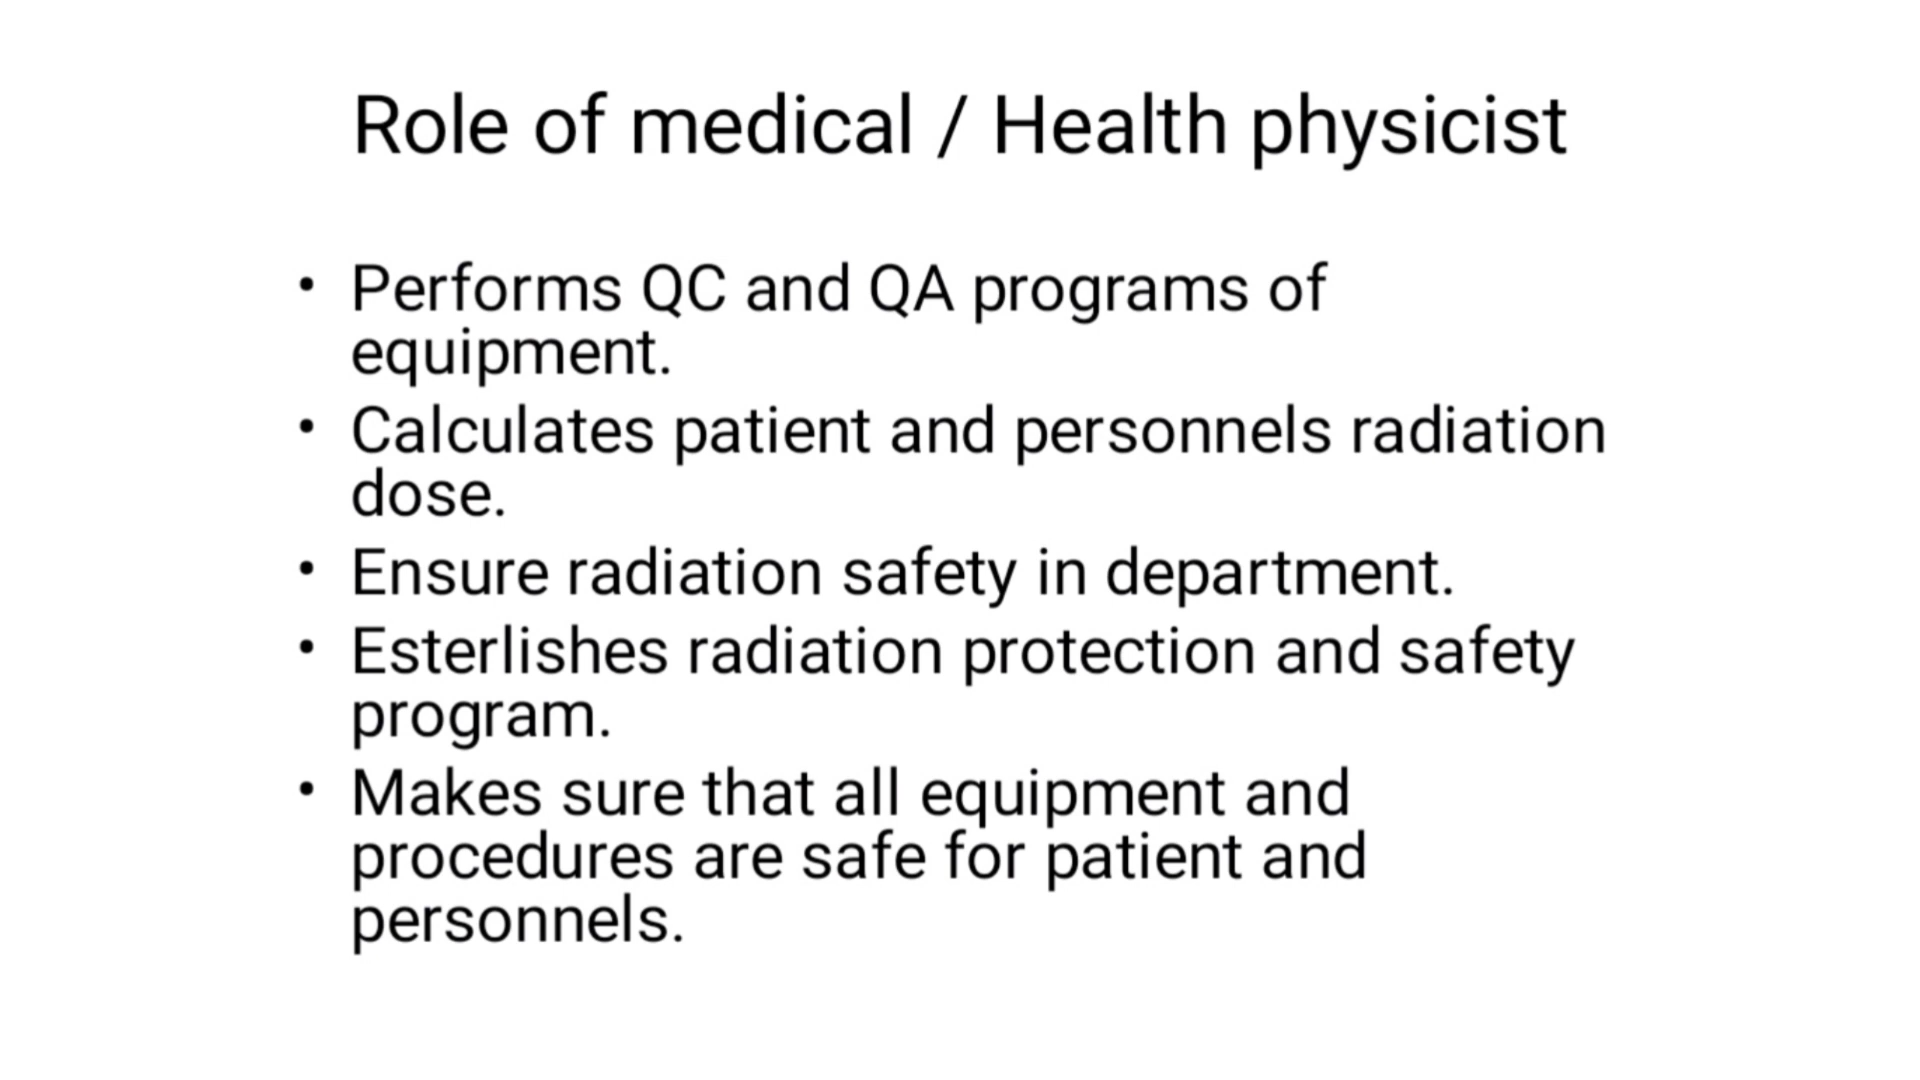 Role of medical / Health physicist
• Performs QC and QA programs of
equipment.
• Calculates patient and personnels radiation
dose.
• Ensure radiation safety in department.
• Esterlishes radiation protection and safety
program.
• Makes sure that all equipment and
procedures are safe for patient and
personnels.